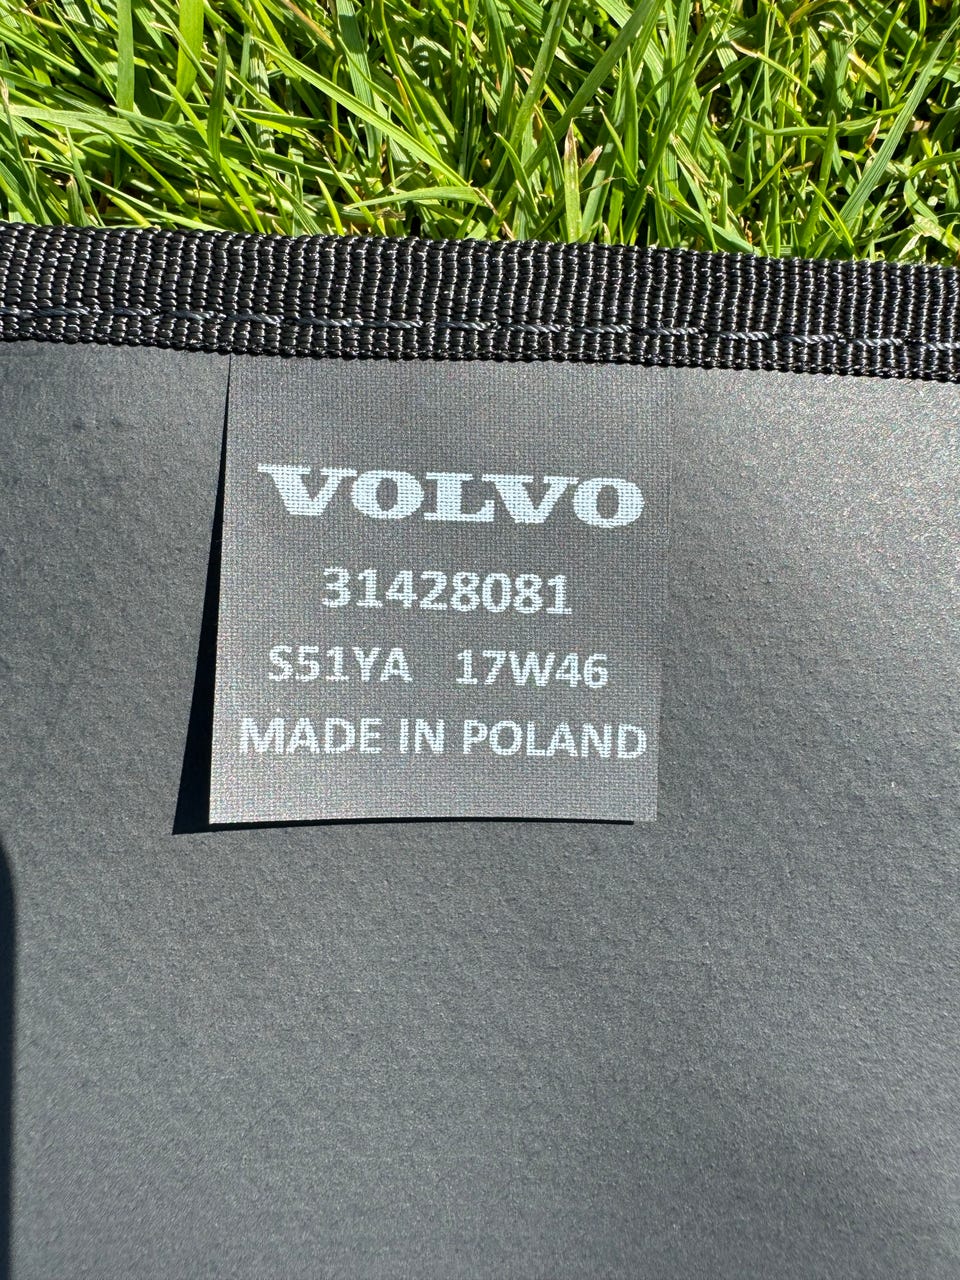 VOLVO
31428081
S51YA 17W46
MADE IN POLAND